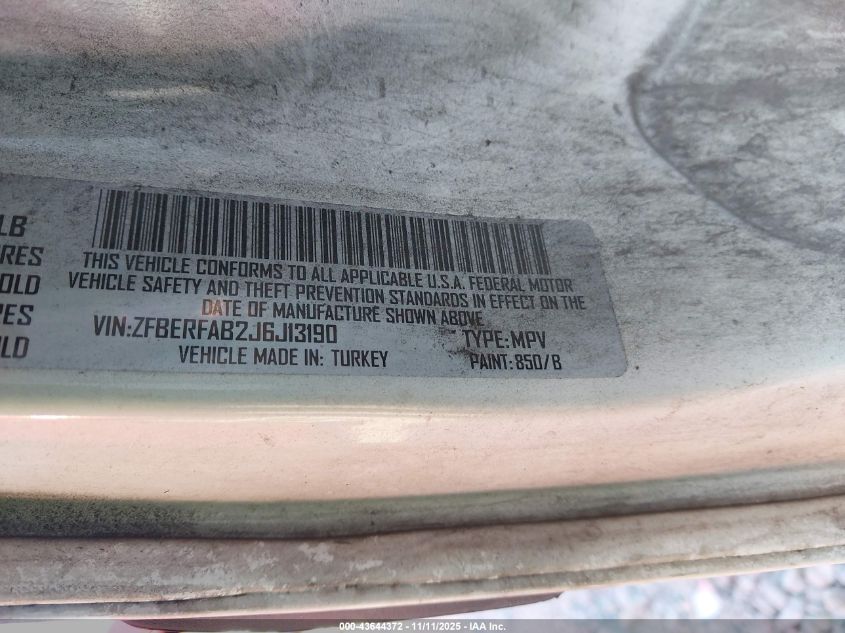 LB
RES
OLD
RES
OLD
THIS VEHICLE CONFORMS TO ALL APPLICABLE U.S.A. FEDERAL MOTOR
VEHICLE SAFETY AND THEFT PREVENTION STANDARDS IN EFFECT ON THE
DATE OF MANUFACTURE SHOWN ABOVE
VIN:ZFBERFAB2J6J13190 TYPE:MPV
VEHICLE MADE IN: TURKEY PAINT:850/B
000-43644372 - 11/11/2025 - IAA Inc.